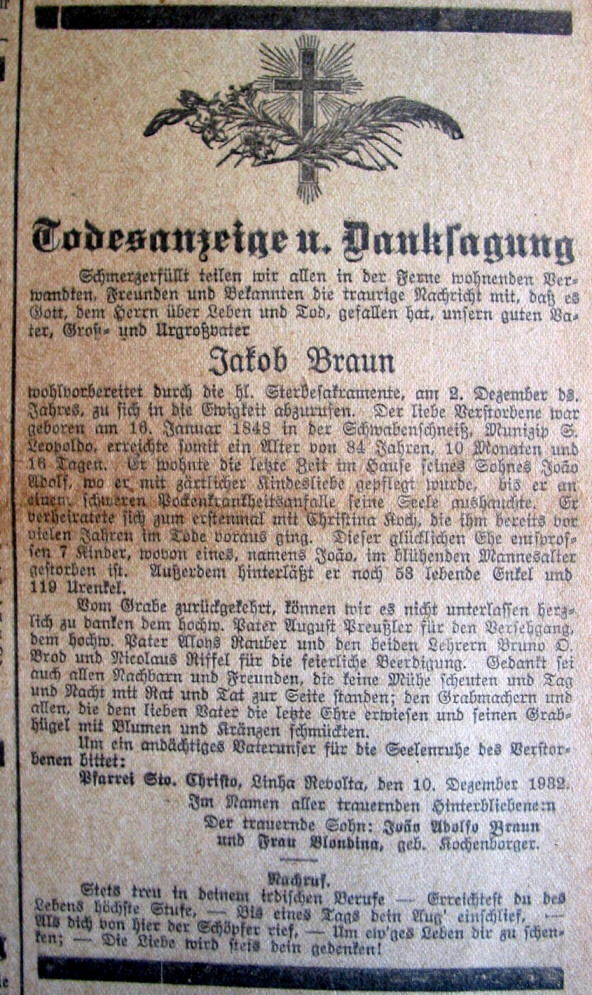 Todesanzeige u. Danksagung
Schmerzerfüllt teilen wir allen in der Ferne wohnenden Ver-
wandten, Freunden und Bekannten die traurige Nachricht mit, daß es
Gott, dem Herrn über Leben und Tod, gefallen hat, unsern guten Va-
ter, Groß- und Urgroßvater
Jakob Braun
wohlvorbereitet durch die hl. Sterbesakramente, am 2. Dezember ds.
Jahres, zu sich in die Ewigkeit abzurufen. Der liebe Verstorbene war
geboren am 16. Januar 1848 in der Schwabenschneiß, Munizip S.
Leopoldo, erreichte somit ein Alter von 84 Jahren, 10 Monaten und
16 Tagen. Er wohnte die letzte Zeit im Hause seines Sohnes João
Adolf, wo er mit zärtlicher Kindesliebe gepflegt wurde, bis er an
einem schweren Pockenkrankheitsanfalle seine Seele aushauchte. Er
verheiratete sich zum erstenmal mit Christina Koch, die ihm bereits vor
vielen Jahren im Tode voraus ging. Dieser glücklichen Ehe entspros-
sen 7 Kinder, wovon eines, namens João, im blühenden Mannesalter
gestorben ist. Außerdem hinterläßt er noch 53 lebende Enkel und
119 Urenkel.
Vom Grabe zurückgekehrt, können wir es nicht unterlassen herz-
lich zu danken dem hochw. Pater August Preußler für den Versehgang,
dem hochw. Pater Aloys Rauber und den beiden Lehrern Bruno O.
Brod und Nicolaus Riffel für die feierliche Beerdigung. Gedankt sei
auch allen Nachbarn und Freunden, die keine Mühe scheuten und Tag
und Nacht mit Rat und Tat zur Seite standen; den Grabmachern und
allen, die dem lieben Vater die letzte Ehre erwiesen und seinen Grab-
hügel mit Blumen und Kränzen schmückten.
Um ein andächtiges Vaterunser für die Seelenruhe des Verstor-
benen bittet:
Pfarrei Sto. Christo, Linha Revolta, den 10. Dezember 1932.
Im Namen aller trauernden Hinterbliebenen
Der trauernde Sohn: João Adolfo Braun
und Frau Blondina, geb. Kochenborger.
Nachruf.
Stets treu in deinem irdischen Berufe — Erreichtest du des
Lebens höchste Stufe, — Bis eines Tags dein Aug' einschlief, —
Als dich von hier der Schöpfer rief, — Um ew'ges Leben dir zu schen-
ken; — Die Liebe wird stets dein gedenken!